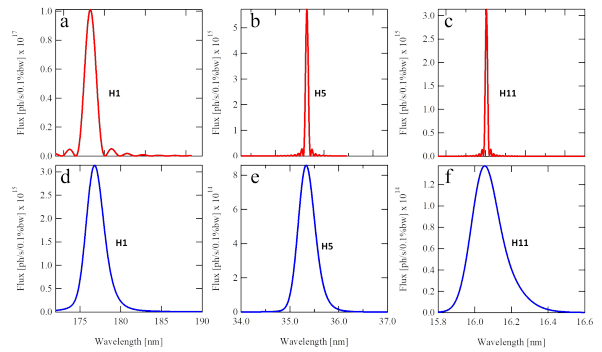 a
Flux [ph/s/0.1%bw] x 10^17
1.0
0.8
0.6
0.4
0.2
0.0
H1
b
Flux [ph/s/0.1%bw] x 10^15
5
4
3
2
1
0
H5
c
Flux [ph/s/0.1%bw] x 10^15
3.0
2.5
2.0
1.5
1.0
0.5
0.0
H11
d
Flux [ph/s/0.1%bw] x 10^15
3.0
2.5
2.0
1.5
1.0
0.5
0.0
H1
175 180 185 190
Wavelength [nm]
e
Flux [ph/s/0.1%bw] x 10^14
8
6
4
2
0
H5
34.0 35.0 36.0 37.0
Wavelength [nm]
f
Flux [ph/s/0.1%bw] x 10^14
1.2
1.0
0.8
0.6
0.4
0.2
0.0
H11
15.8 16.0 16.2 16.4 16.6
Wavelength [nm]